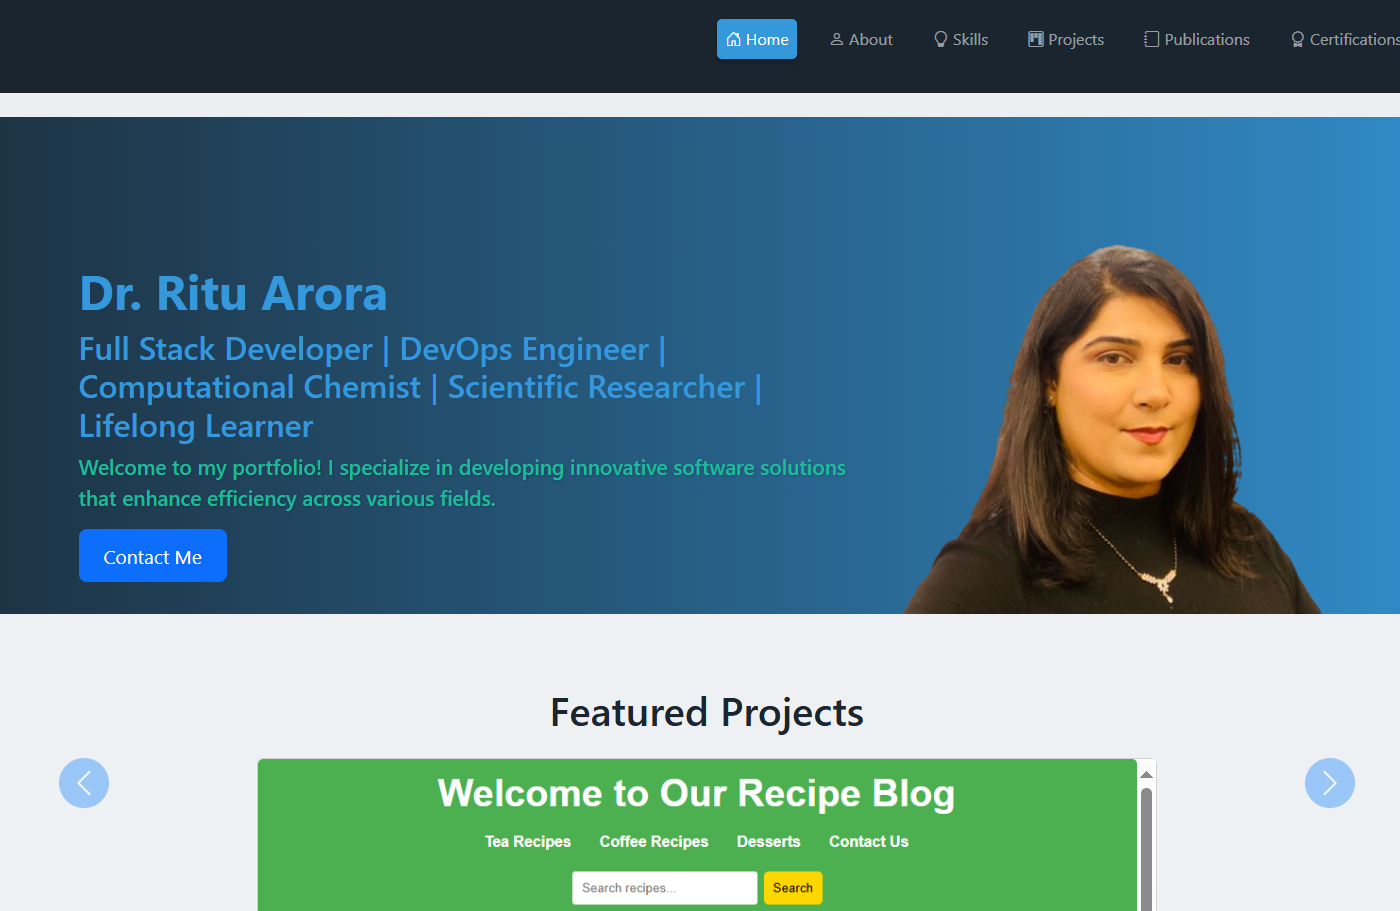 Home About Skills Projects Publications Certifications
Dr. Ritu Arora
Full Stack Developer | DevOps Engineer |
Computational Chemist | Scientific Researcher |
Lifelong Learner
Welcome to my portfolio! I specialize in developing innovative software solutions
that enhance efficiency across various fields.
Contact Me
Featured Projects
Welcome to Our Recipe Blog
Tea Recipes Coffee Recipes Desserts Contact Us
Search recipes... Search